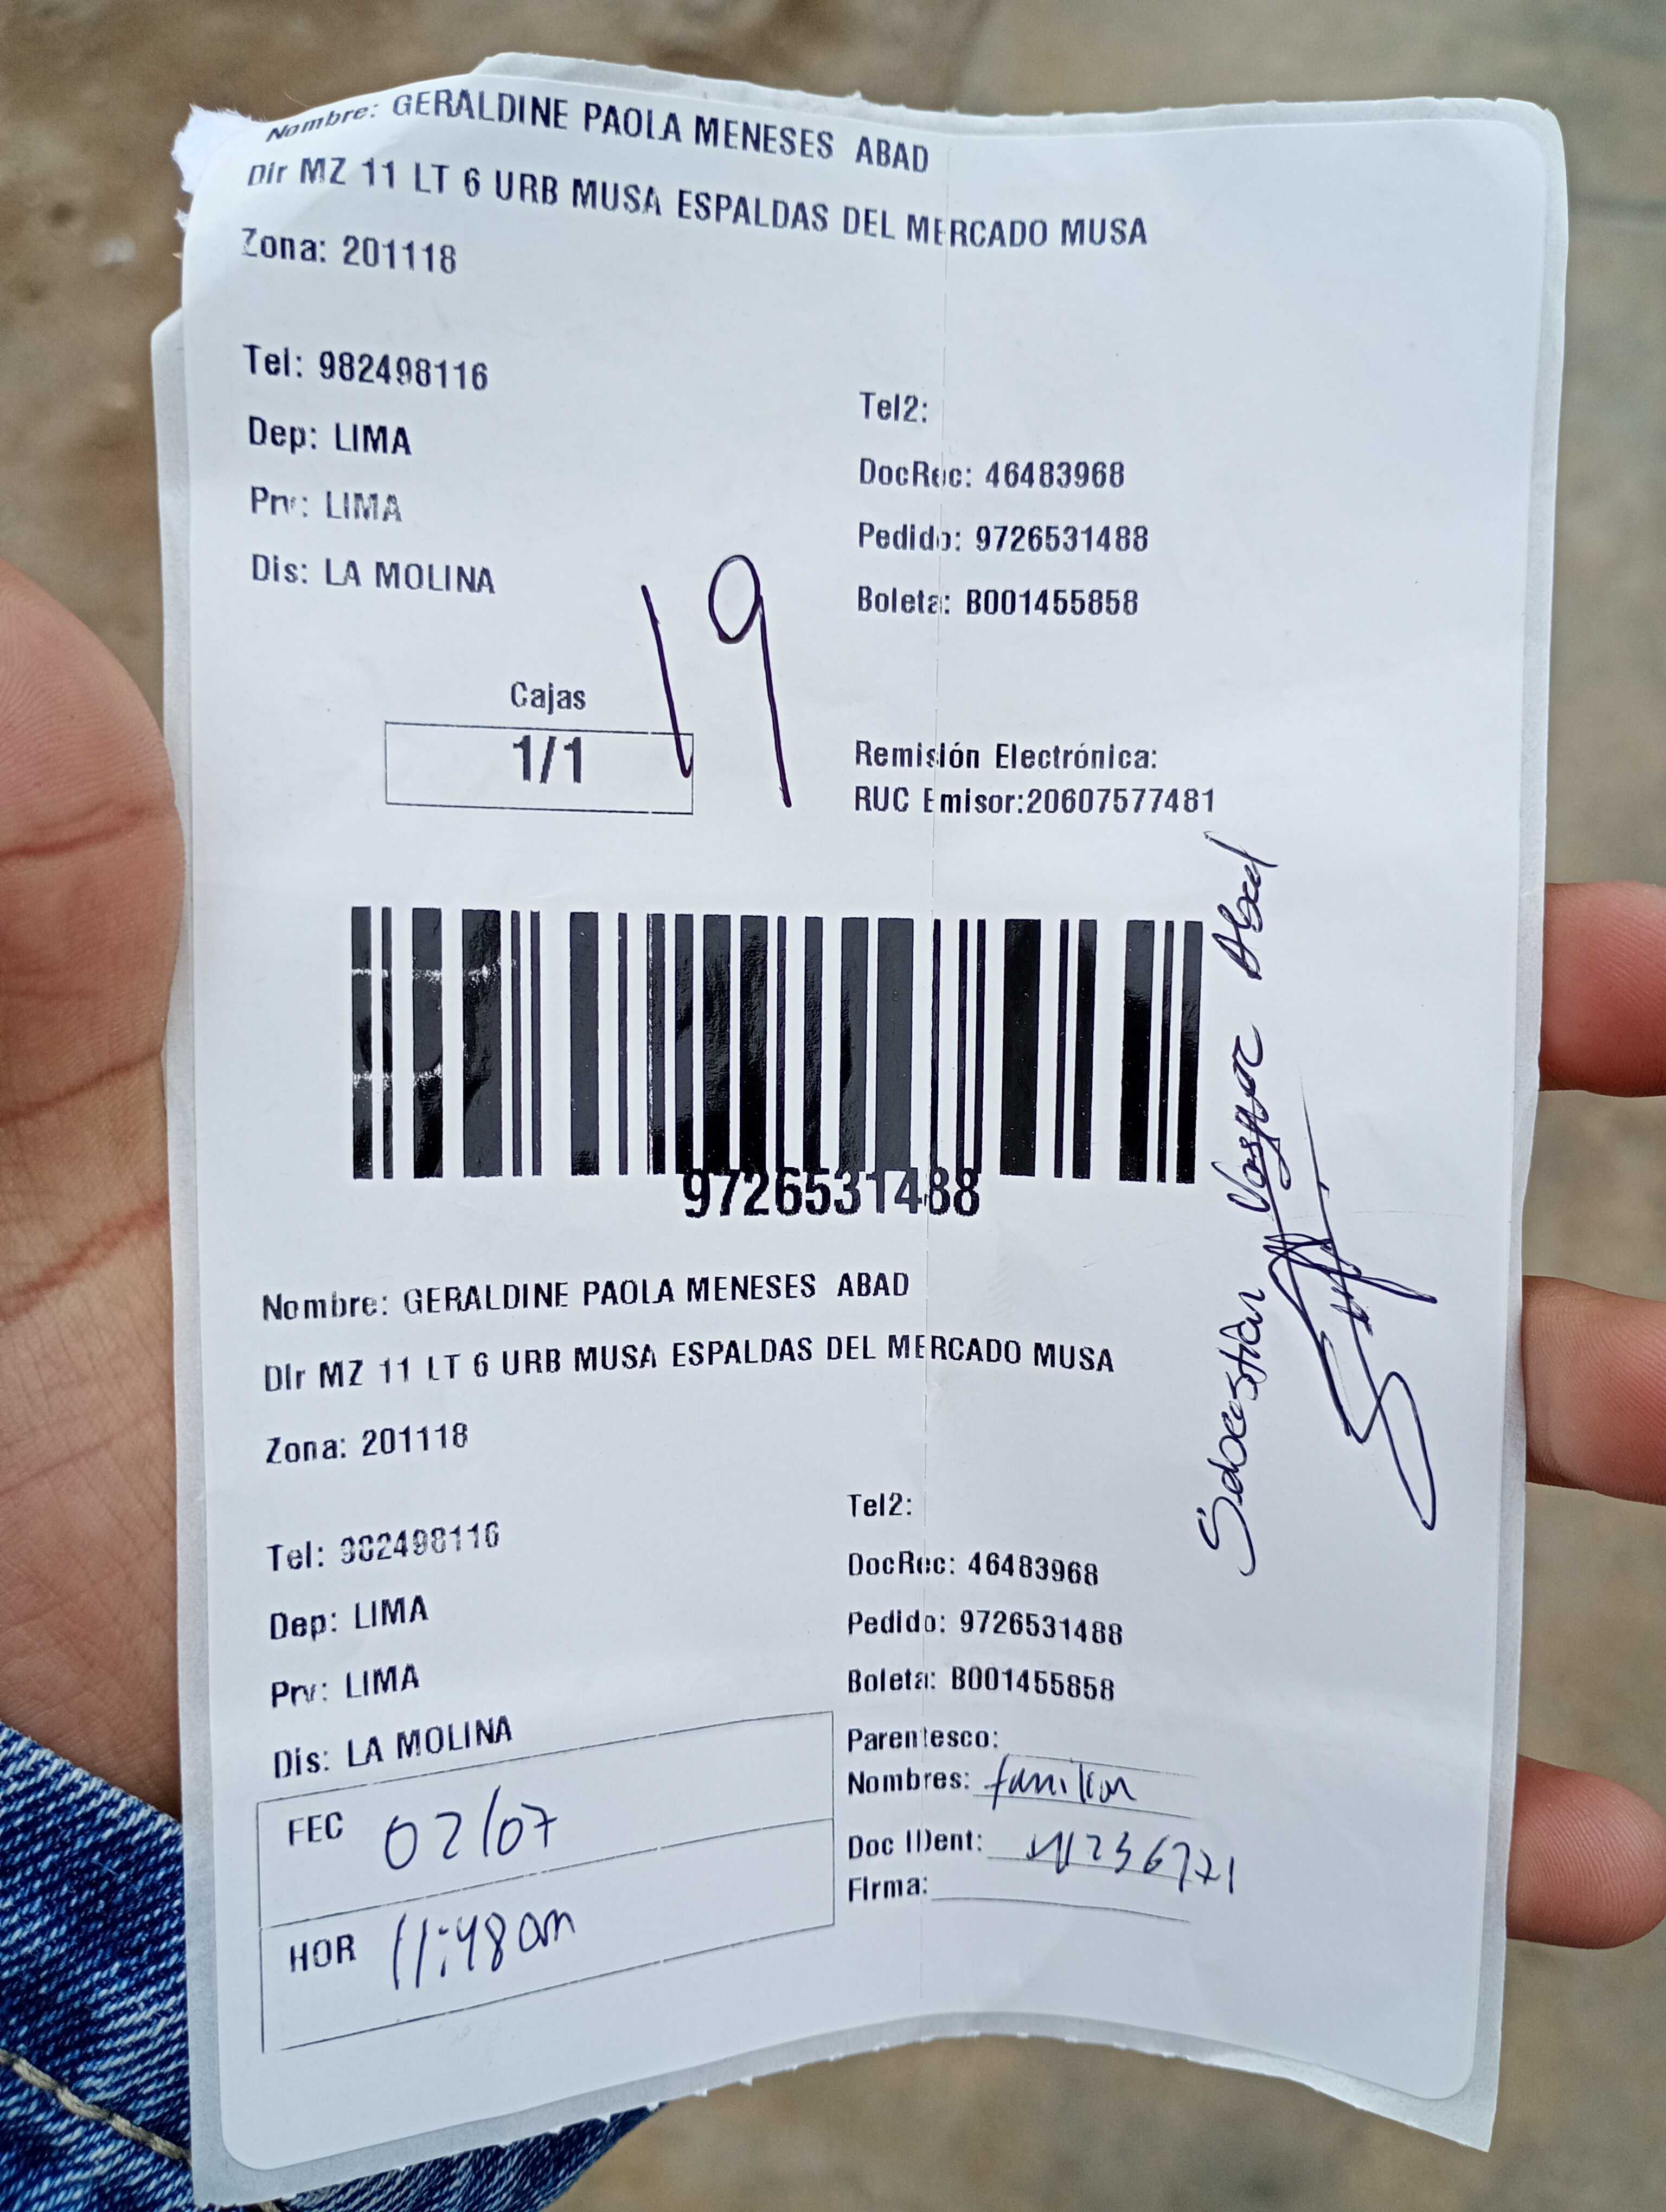 Nombre: GERALDINE PAOLA MENESES ABAD
Dir MZ 11 LT 6 URB MUSA ESPALDAS DEL MERCADO MUSA
Zona: 201118
Tel: 982498116
Dep: LIMA
Prv: LIMA
Dis: LA MOLINA
Tel2:
DocRec: 46483968
Pedido: 9726531488
Boleta: B001455858
19
Cajas
1/1
Remisión Electrónica:
RUC Emisor:20607577481
9726531488
Abad
Nombre: GERALDINE PAOLA MENESES ABAD
Dir MZ 11 LT 6 URB MUSA ESPALDAS DEL MERCADO MUSA
Zona: 201118
Tel: 982498116
Dep: LIMA
Prv: LIMA
Dis: LA MOLINA
Tel2:
DocRec: 46483968
Pedido: 9726531488
Boleta: B001455858
Parentesco:
Nombres: familiar
Doc IDent:
Firma:
FEC 02/07
HOR 11:48am